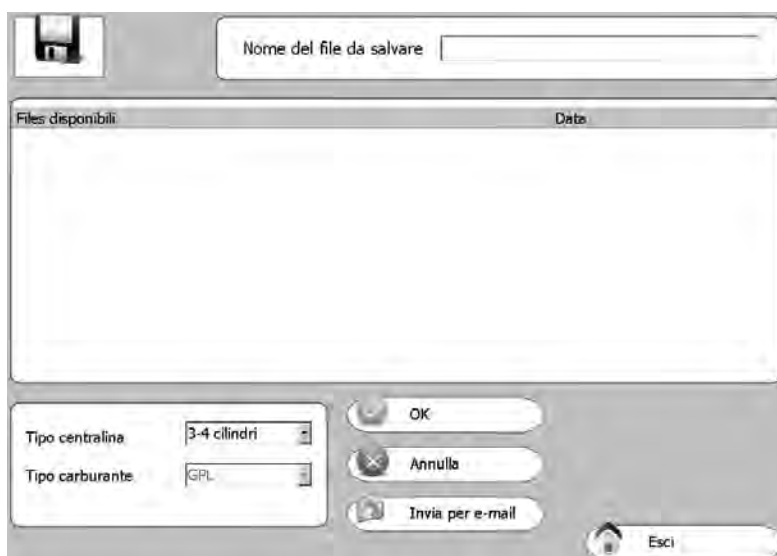 Nome del file da salvare
Files disponibili Data
Tipo centralina 3-4 cilindri
Tipo carburante GPL
OK
Annulla
Invia per e-mail
Esci